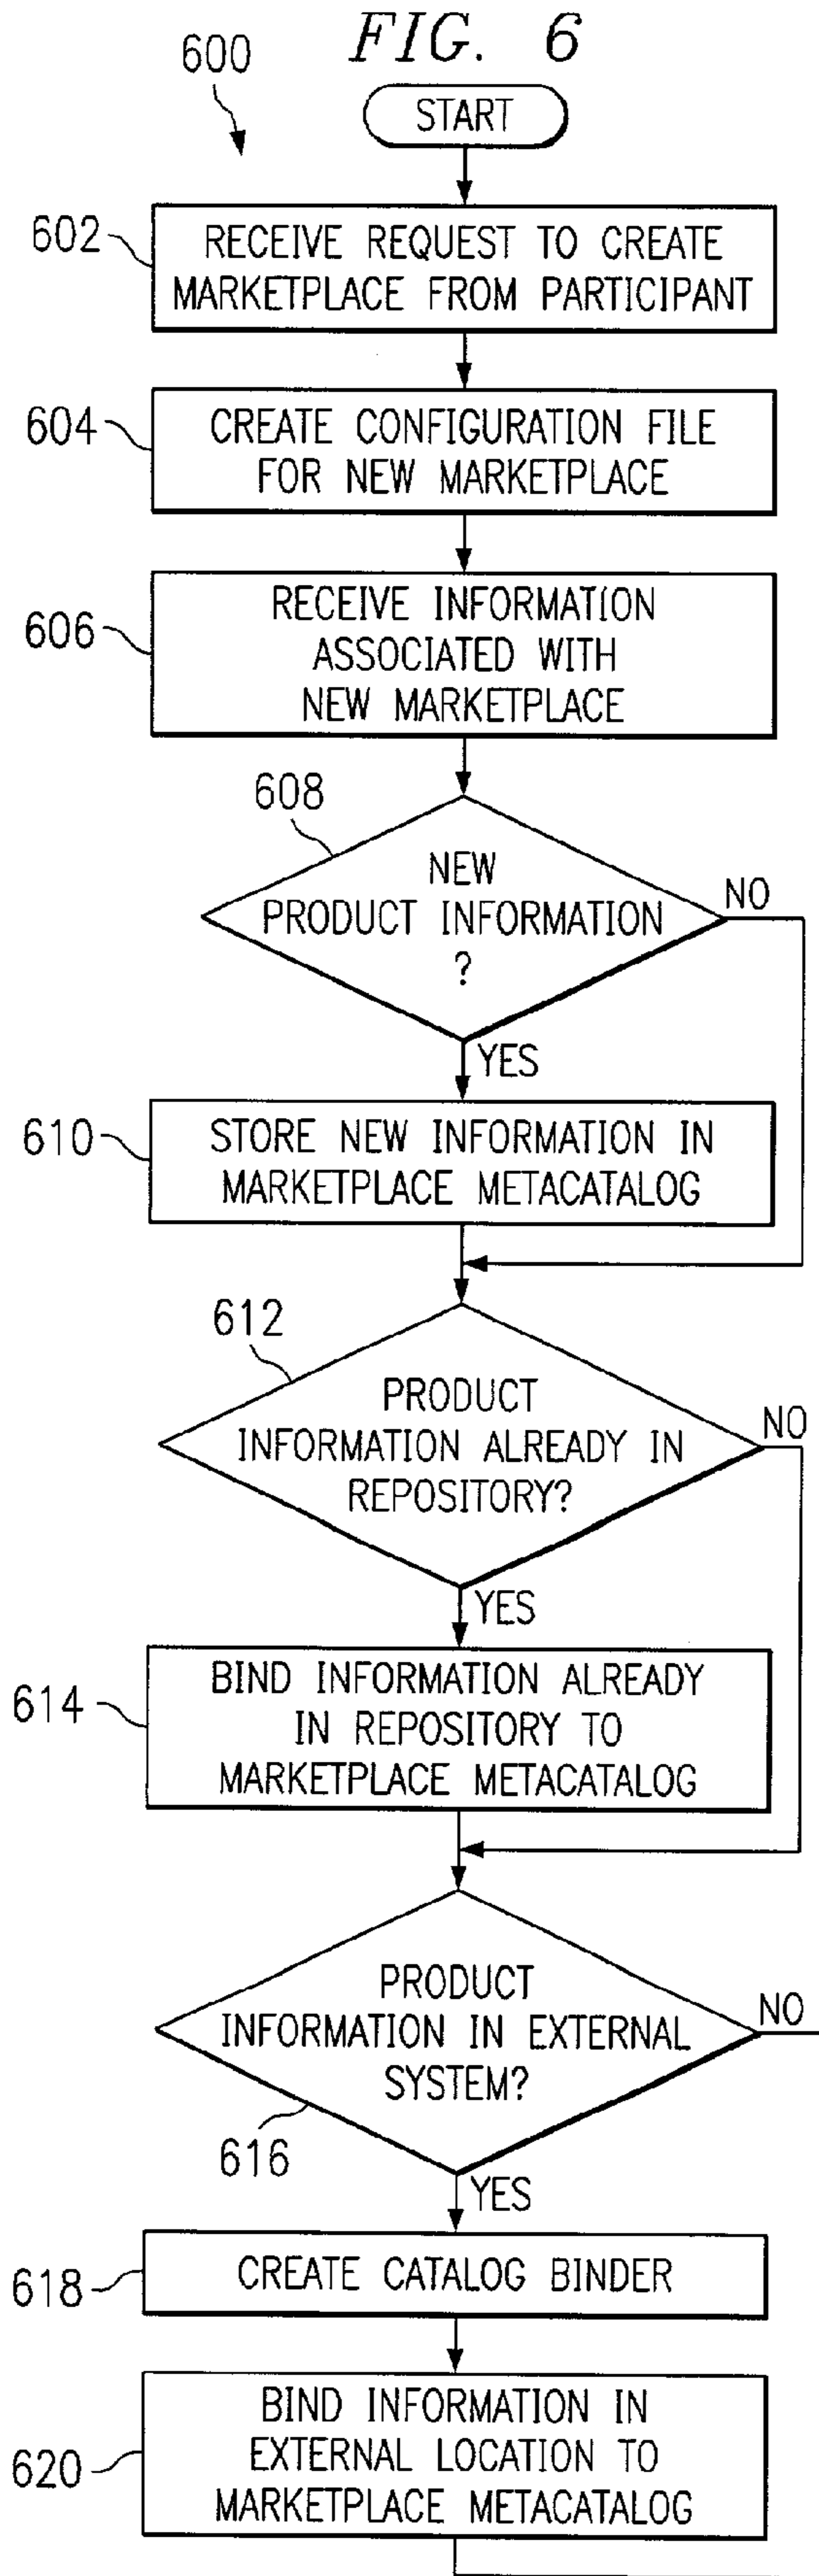 FIG. 6
600
START
602
RECEIVE REQUEST TO CREATE
MARKETPLACE FROM PARTICIPANT
604
CREATE CONFIGURATION FILE
FOR NEW MARKETPLACE
606
RECEIVE INFORMATION
ASSOCIATED WITH
NEW MARKETPLACE
608
NEW
PRODUCT INFORMATION
?
NO
YES
610
STORE NEW INFORMATION IN
MARKETPLACE METACATALOG
612
PRODUCT
INFORMATION ALREADY IN
REPOSITORY?
NO
YES
614
BIND INFORMATION ALREADY
IN REPOSITORY TO
MARKETPLACE METACATALOG
PRODUCT
INFORMATION IN EXTERNAL
SYSTEM?
NO
616
YES
618
CREATE CATALOG BINDER
620
BIND INFORMATION IN
EXTERNAL LOCATION TO
MARKETPLACE METACATALOG